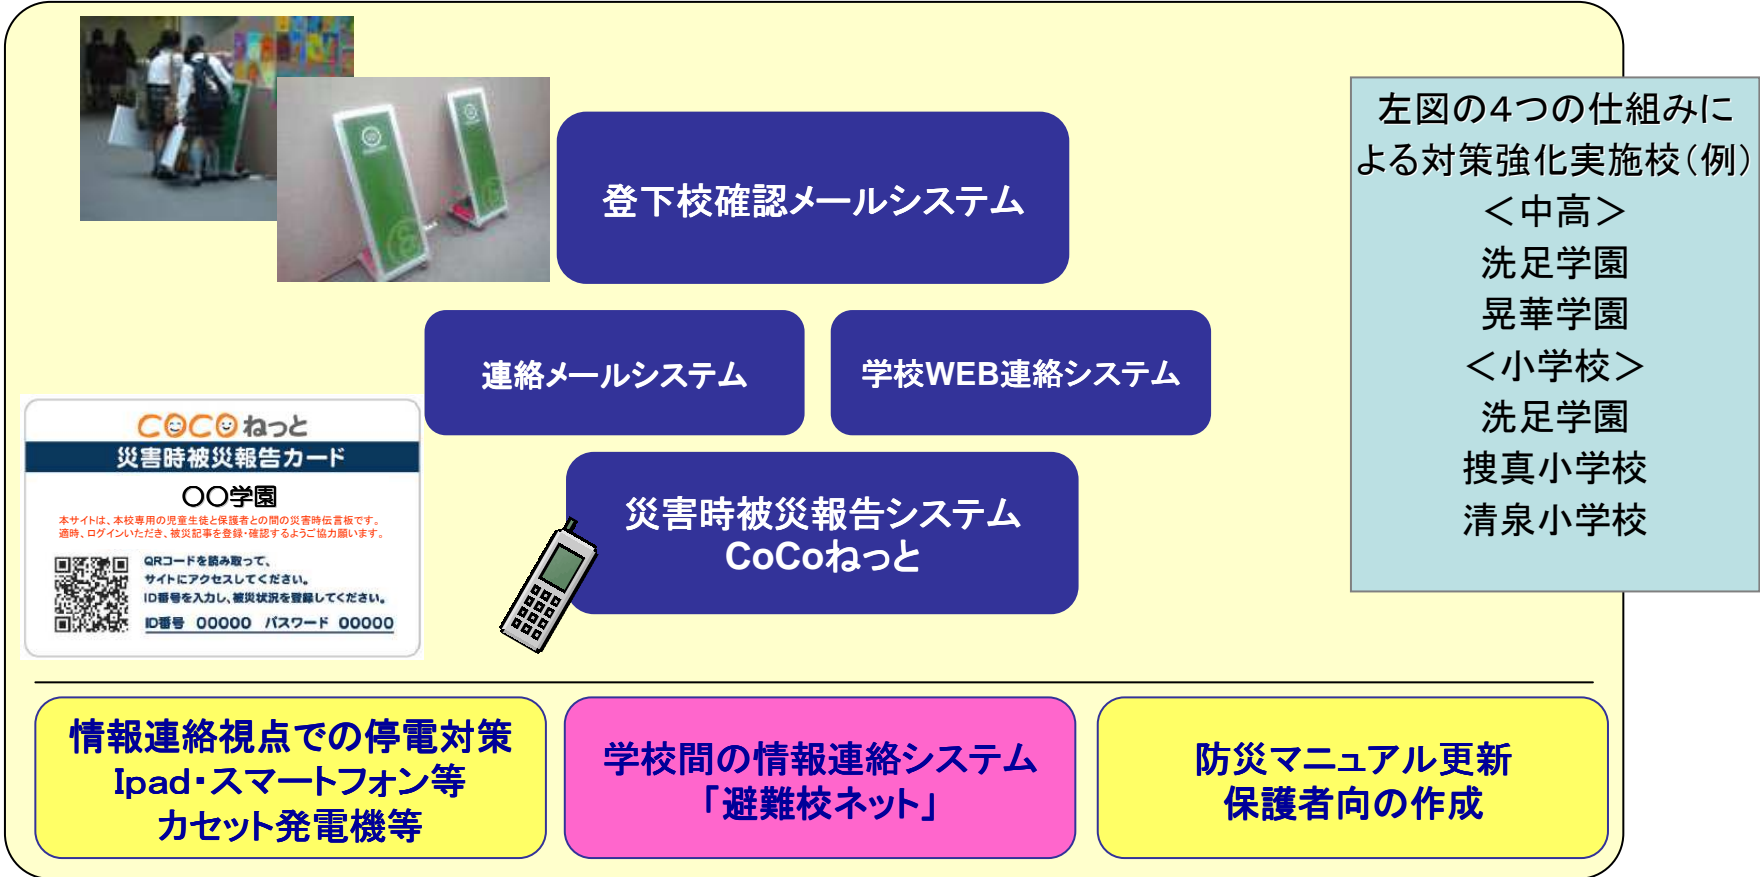 登下校確認メールシステム
連絡メールシステム
学校WEB連絡システム
COCOねっと
災害時被災報告カード
〇〇学園
本サイトは、本校専用の児童生徒と保護者との間の災害時伝言板です。
適時、ログインいただき、被災記事を登録・確認するようご協力願います。
QRコードを読み取って、
サイトにアクセスしてください。
ID番号を入力し、被災状況を登録してください。
ID番号 00000 パスワード 00000
災害時被災報告システム
CoCoねっと
左図の4つの仕組みに
よる対策強化実施校(例)
＜中高＞
洗足学園
晃華学園
＜小学校＞
洗足学園
捜真小学校
清泉小学校
情報連絡視点での停電対策
Ipad・スマートフォン等
カセット発電機等
学校間の情報連絡システム
「避難校ネット」
防災マニュアル更新
保護者向の作成